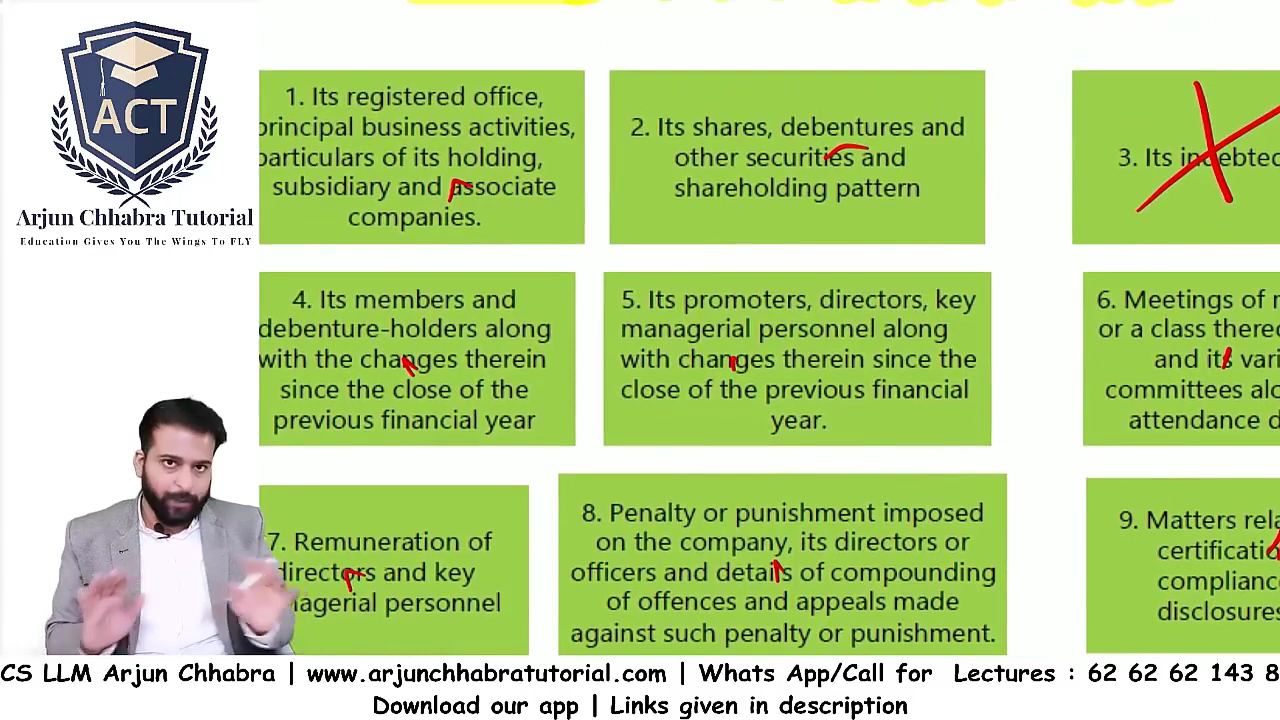 ACT
Arjun Chhabra Tutorial
Education Gives You The Wings To FLY
1. Its registered office,
principal business activities,
particulars of its holding,
subsidiary and associate
companies.
2. Its shares, debentures and
other securities and
shareholding pattern
3. Its
4. Its members and
debenture-holders along
with the changes therein
since the close of the
previous financial year
5. Its promoters, directors, key
managerial personnel along
with changes therein since the
close of the previous financial
year.
6. Meetings of
or a class
and its
committees
attendance
7. Remuneration of
directors and key
personnel
8. Penalty or punishment imposed
on the company, its directors or
officers and details of compounding
of offences and appeals made
against such penalty or punishment.
9. Matters
disclosures
CS LLM Arjun Chhabra | www.arjunchhabratutorial.com | Whats App/Call for Lectures : 62 62 62 143 8
Download our app | Links given in description